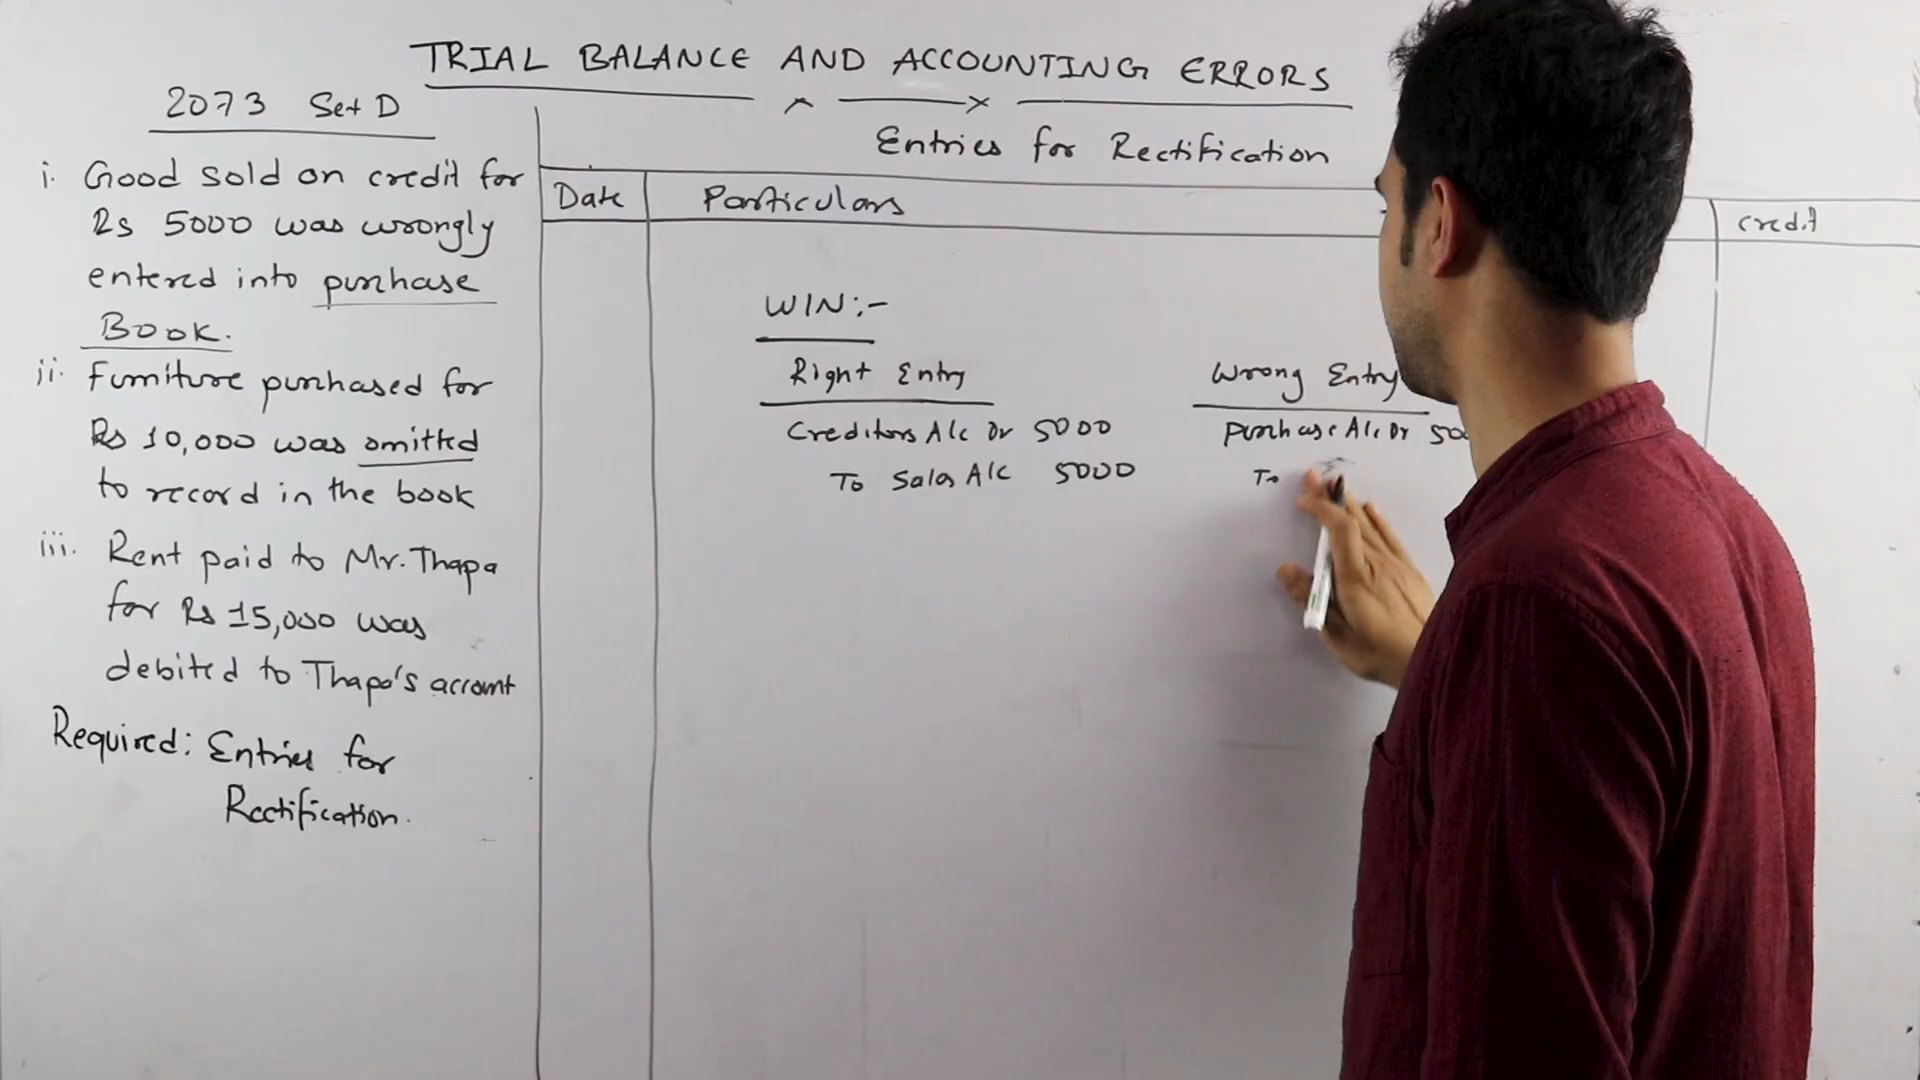 TRIAL BALANCE AND ACCOUNTING ERRORS
2073 Set D
i. Good sold on credit for
Rs 5000 was wrongly
entered into purchase
Book.
ii. Furniture purchased for
Rs 10,000 was omitted
to record in the book
iii. Rent paid to Mr. Thapa
for Rs 15,000 was
debited to Thapa's account
Required: Entries for
Rectification.
Entries for Rectification
Date Particulars credit
WIN:-
Right Entry Wrong Entry
Creditors A/c Dr 5000 purchase A/c Dr
To Sales A/c 5000 To